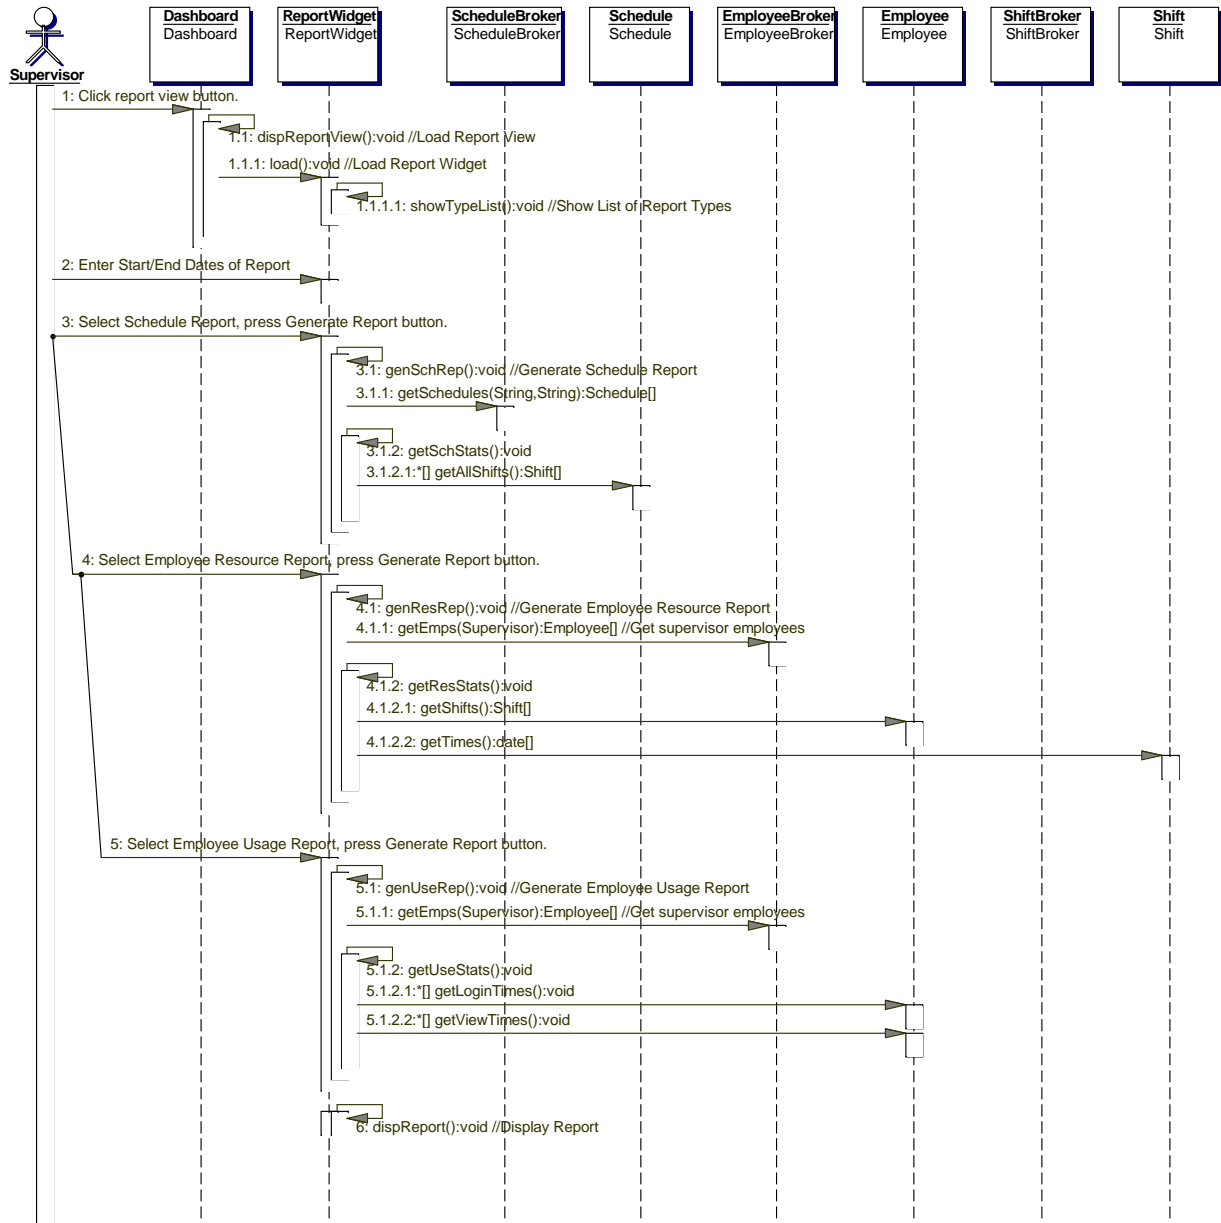 Supervisor
Dashboard
Dashboard
ReportWidget
ReportWidget
ScheduleBroker
ScheduleBroker
Schedule
Schedule
EmployeeBroker
EmployeeBroker
Employee
Employee
ShiftBroker
ShiftBroker
Shift
Shift
1: Click report view button.
1.1: dispReportView():void //Load Report View
1.1.1: load():void //Load Report Widget
1.1.1.1: showTypeList():void //Show List of Report Types
2: Enter Start/End Dates of Report
3: Select Schedule Report, press Generate Report button.
3.1: genSchRep():void //Generate Schedule Report
3.1.1: getSchedules(String,String):Schedule[]
3.1.2: getSchStats():void
3.1.2.1:*[] getAllShifts():Shift[]
4: Select Employee Resource Report, press Generate Report button.
4.1: genResRep():void //Generate Employee Resource Report
4.1.1: getEmps(Supervisor):Employee[] //Get supervisor employees
4.1.2: getResStats():void
4.1.2.1: getShifts():Shift[]
4.1.2.2: getTimes():date[]
5: Select Employee Usage Report, press Generate Report button.
5.1: genUseRep():void //Generate Employee Usage Report
5.1.1: getEmps(Supervisor):Employee[] //Get supervisor employees
5.1.2: getUseStats():void
5.1.2.1:*[] getLoginTimes():void
5.1.2.2:*[] getViewTimes():void
6: dispReport():void //Display Report